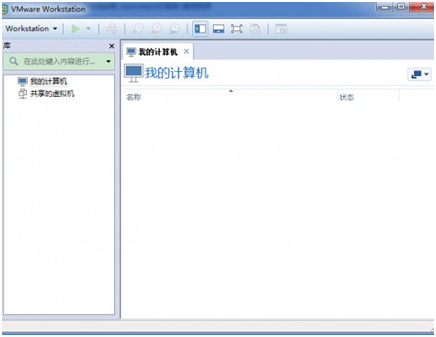 VMware Workstation
Workstation
库
在此处键入内容进行...
我的计算机
共享的虚拟机
我的计算机
我的计算机
名称
状态